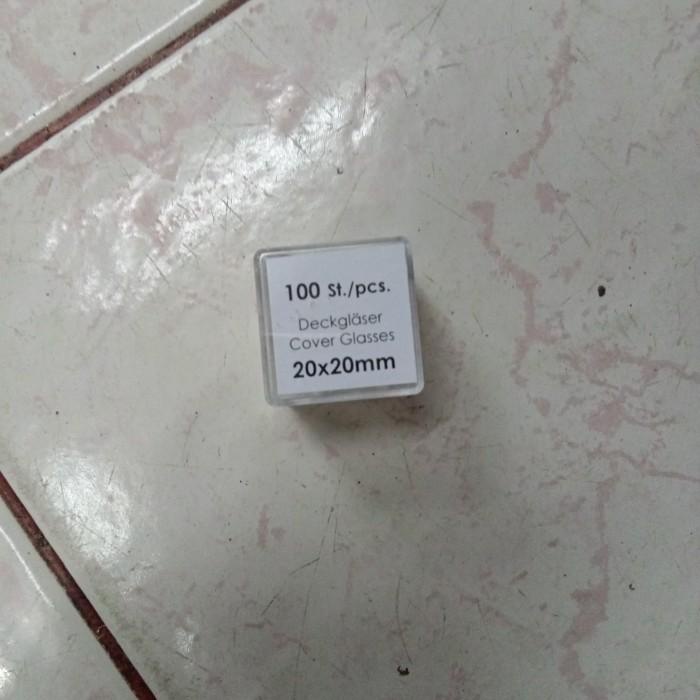 100 St./pcs.
Deckgläser
Cover Glasses
20x20mm